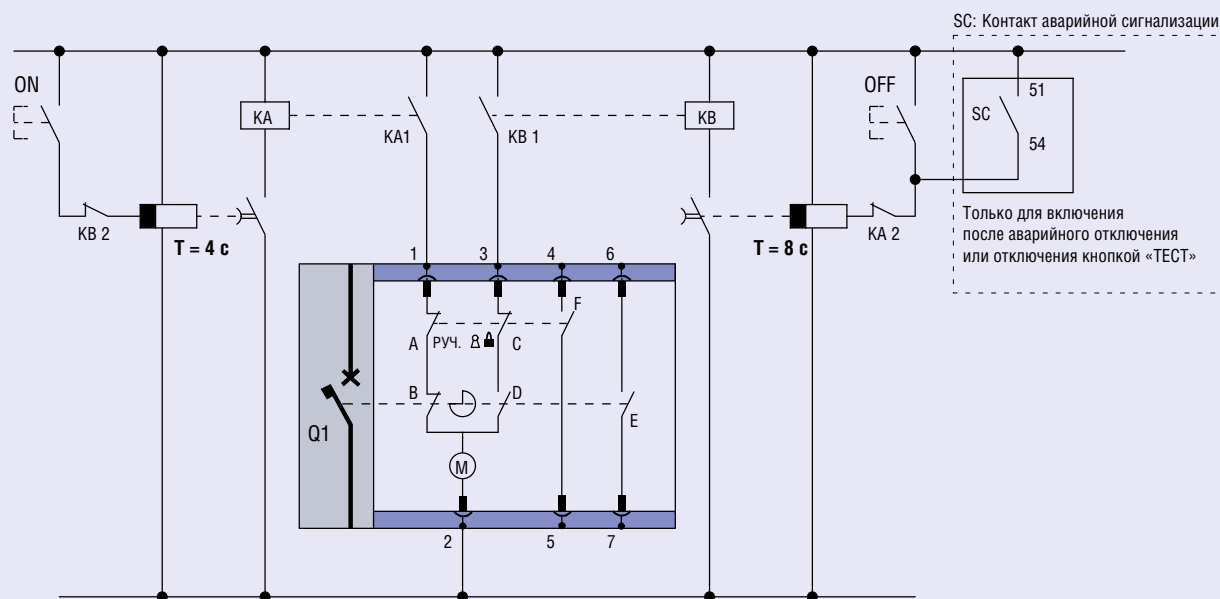 SC: Контакт аварийной сигнализации
ON
OFF
51
KA
KA1
KB 1
KB
SC
54
KB 2
T = 4 с
T = 8 с
KA 2
Только для включения
после аварийного отключения
или отключения кнопкой «ТЕСТ»
1
3
4
6
F
A
РУЧ.
C
B
D
E
Q1
M
2
5
7